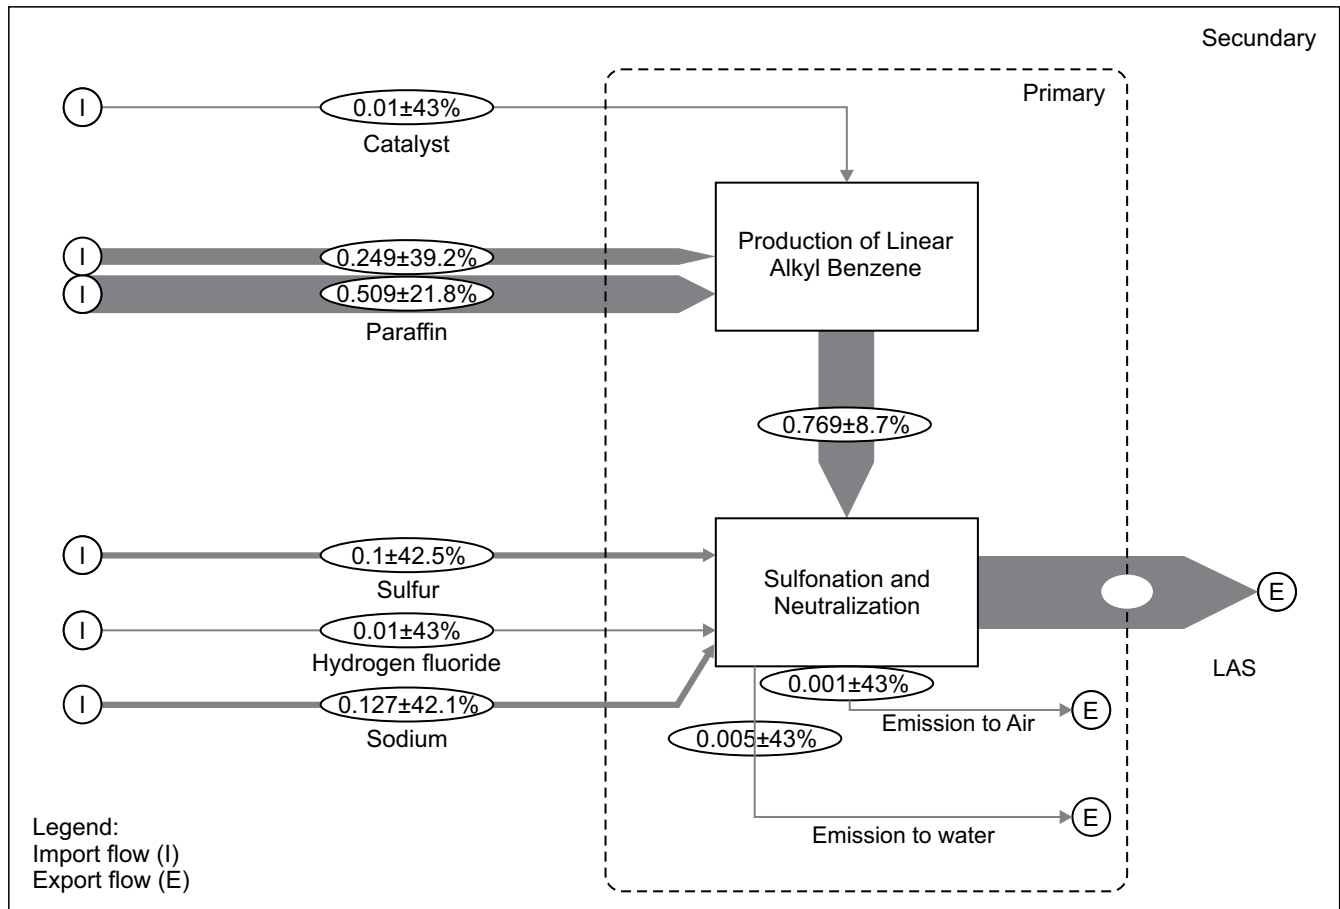 Secundary
Primary
I
0.01±43%
Catalyst
I
0.249±39.2%
I
0.509±21.8%
Paraffin
Production of Linear
Alkyl Benzene
0.769±8.7%
I
0.1±42.5%
Sulfur
I
0.01±43%
Hydrogen fluoride
I
0.127±42.1%
Sodium
Sulfonation and
Neutralization
E
LAS
0.001±43%
Emission to Air
E
0.005±43%
Emission to water
E
Legend:
Import flow (I)
Export flow (E)